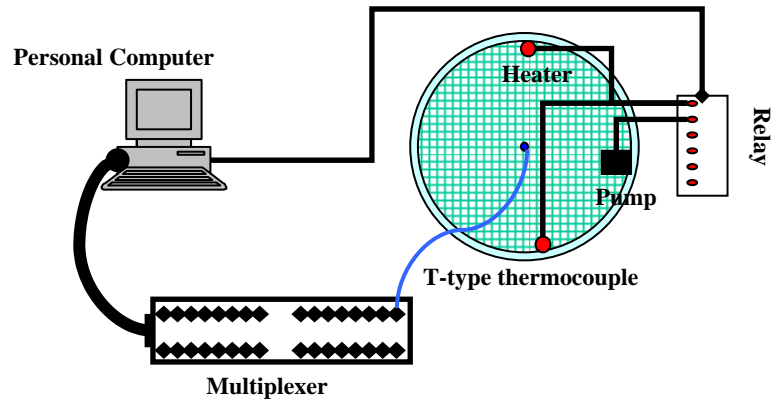 Personal Computer
Heater
Relay
Pump
T-type thermocouple
Multiplexer